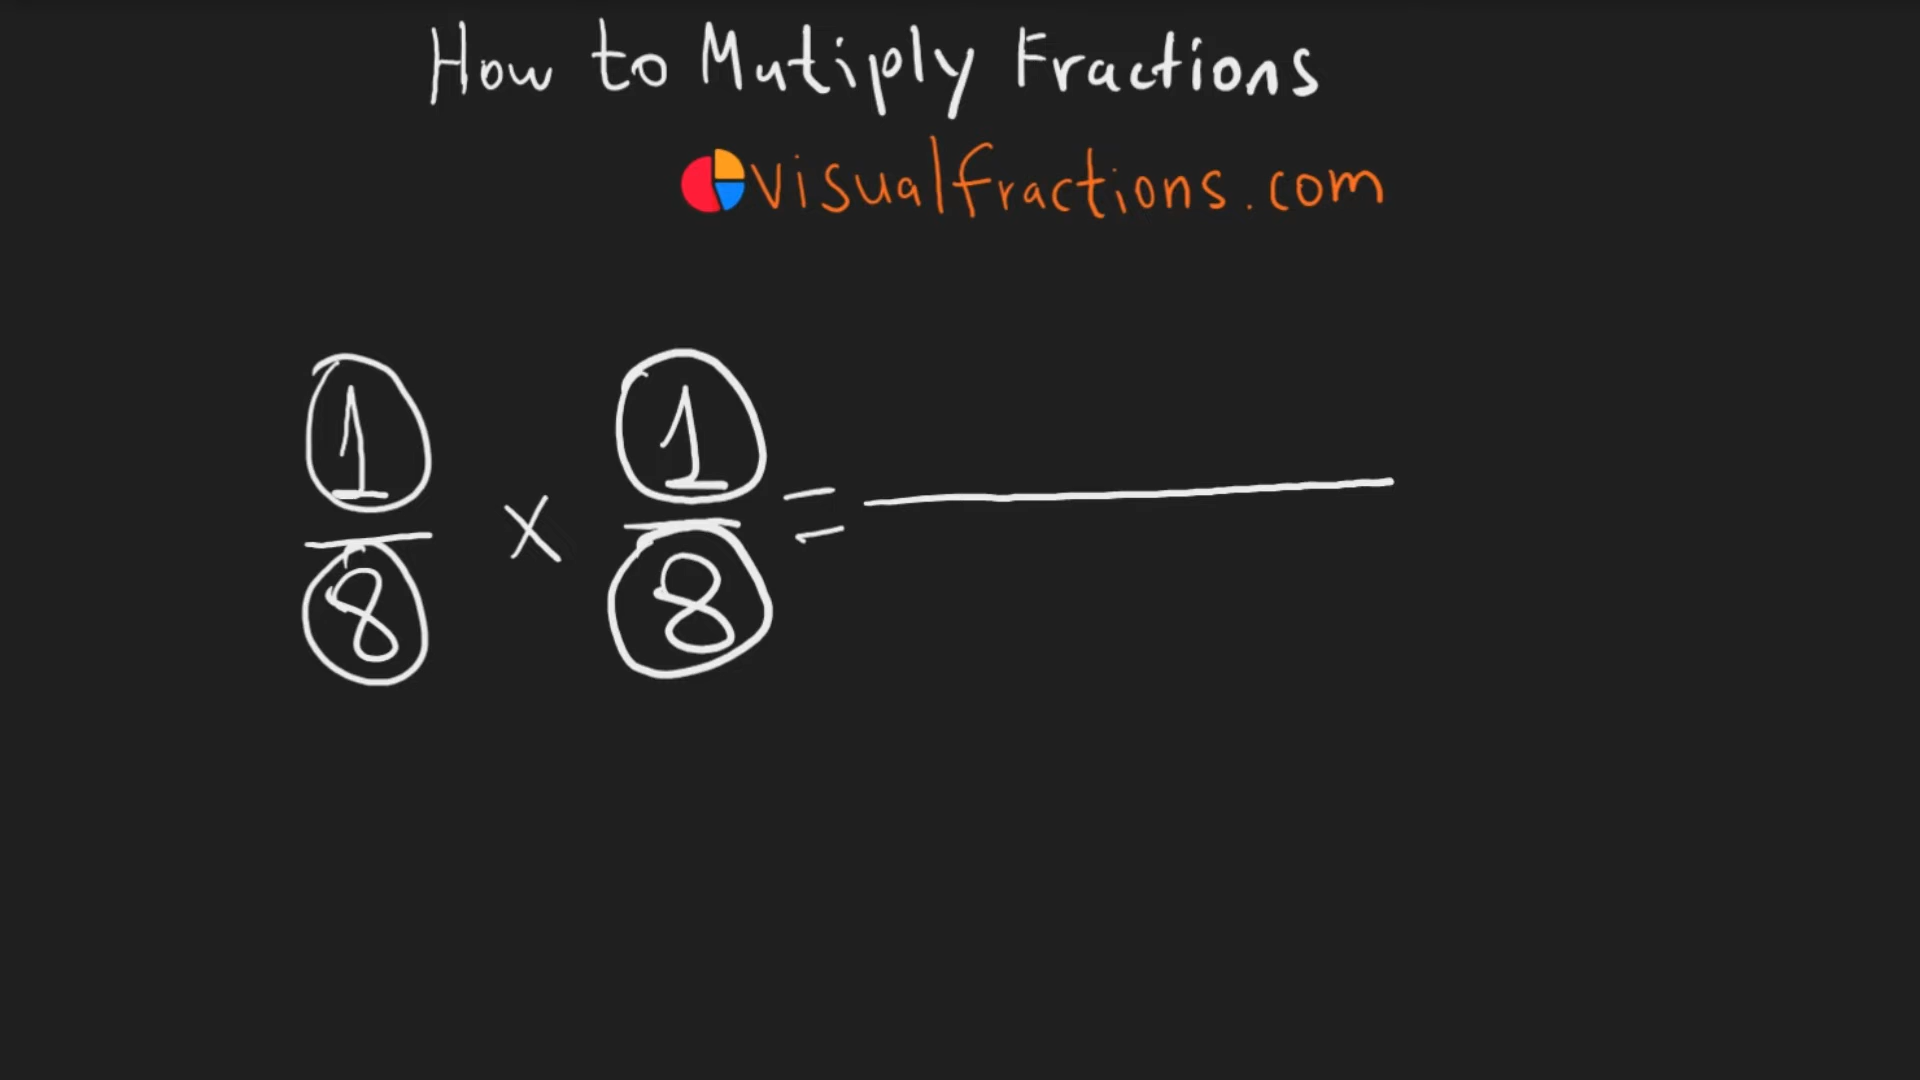 How to Mutiply Fractions
visualfractions.com
1/8 x 1/8 =